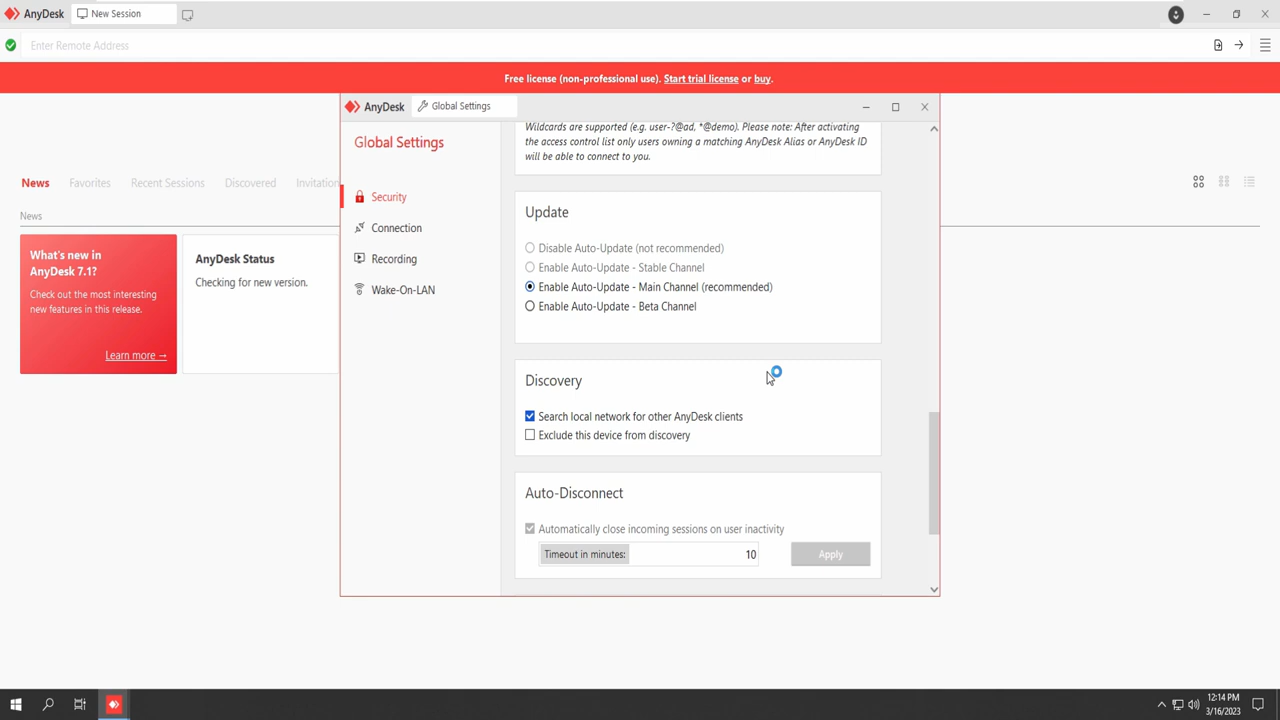 AnyDesk
New Session
Enter Remote Address
Free license (non-professional use). Start trial license or buy.
News
Favorites
Recent Sessions
Discovered
Invitation
News
What's new in
AnyDesk 7.1?
Check out the most interesting
new features in this release.
Learn more →
AnyDesk Status
Checking for new version.
AnyDesk
Global Settings
Global Settings
Security
Connection
Recording
Wake-On-LAN
Wildcards are supported (e.g. user-?@ad, *@demo). Please note: After activating
the access control list only users owning a matching AnyDesk Alias or AnyDesk ID
will be able to connect to you.
Update
Disable Auto-Update (not recommended)
Enable Auto-Update - Stable Channel
Enable Auto-Update - Main Channel (recommended)
Enable Auto-Update - Beta Channel
Discovery
Search local network for other AnyDesk clients
Exclude this device from discovery
Auto-Disconnect
Automatically close incoming sessions on user inactivity
Timeout in minutes: 10
Apply
12:14 PM
3/16/2023